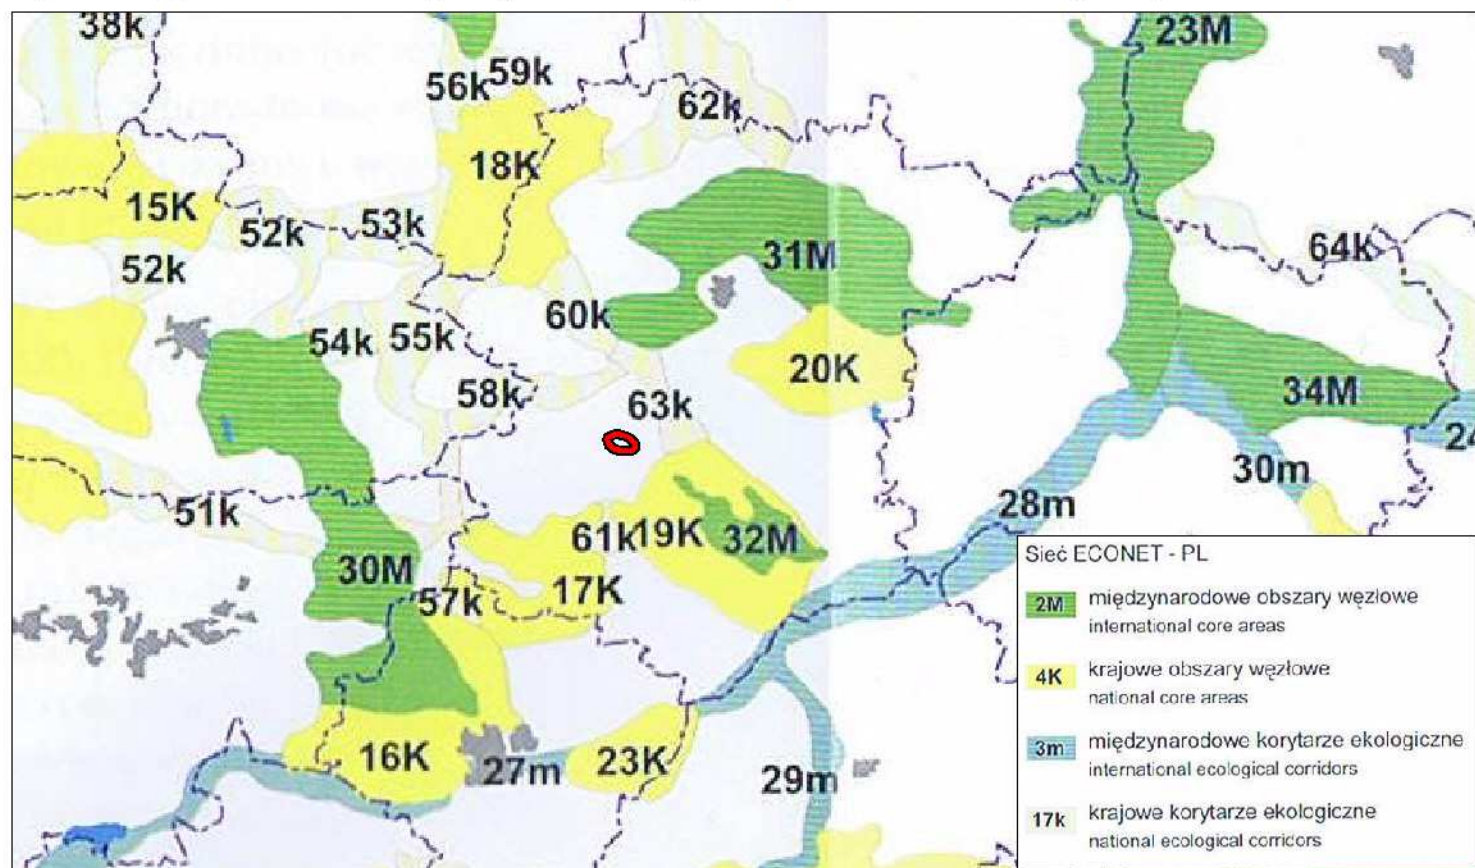 38k
23M
59k
56K
62k
18K
15K
52k
53k
31M
64k
52k
60k
54k
55k
20K
58k
63k
34M
24
30m
51k
28m
61k
19K
32M
30M
57k
17K
16K
27m
23K
29m
Sieć ECONET - PL
2M międzynarodowe obszary węzłowe
international core areas
4K krajowe obszary węzłowe
national core areas
3m międzynarodowe korytarze ekologiczne
international ecological corridors
17k krajowe korytarze ekologiczne
national ecological corridors